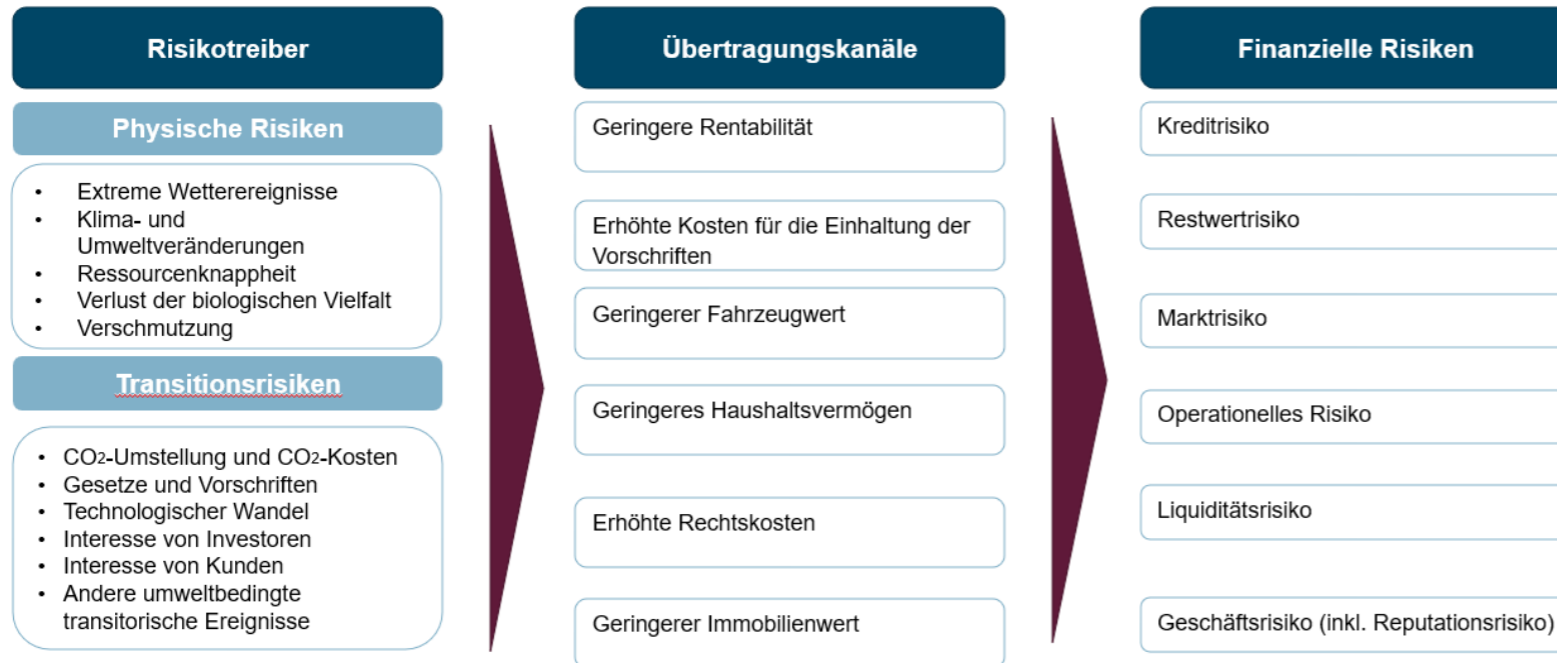 Risikotreiber
Physische Risiken
• Extreme Wetterereignisse
• Klima- und
Umweltveränderungen
• Ressourcenknappheit
• Verlust der biologischen Vielfalt
• Verschmutzung
Transitionsrisiken
• CO2-Umstellung und CO2-Kosten
• Gesetze und Vorschriften
• Technologischer Wandel
• Interesse von Investoren
• Interesse von Kunden
• Andere umweltbedingte
transitorische Ereignisse
Übertragungskanäle
Geringere Rentabilität
Erhöhte Kosten für die Einhaltung der
Vorschriften
Geringerer Fahrzeugwert
Geringeres Haushaltsvermögen
Erhöhte Rechtskosten
Geringerer Immobilienwert
Finanzielle Risiken
Kreditrisiko
Restwertrisiko
Marktrisiko
Operationelles Risiko
Liquiditätsrisiko
Geschäftsrisiko (inkl. Reputationsrisiko)